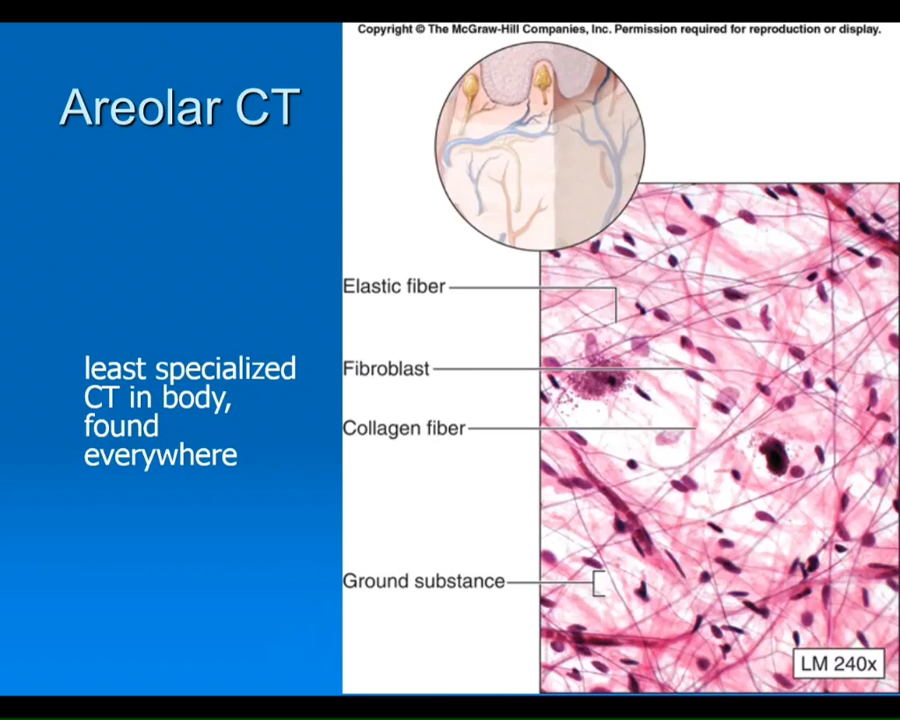 Copyright © The McGraw-Hill Companies, Inc. Permission required for reproduction or display.
Areolar CT
Elastic fiber
least specialized
CT in body,
found
everywhere
Fibroblast
Collagen fiber
Ground substance
LM 240x